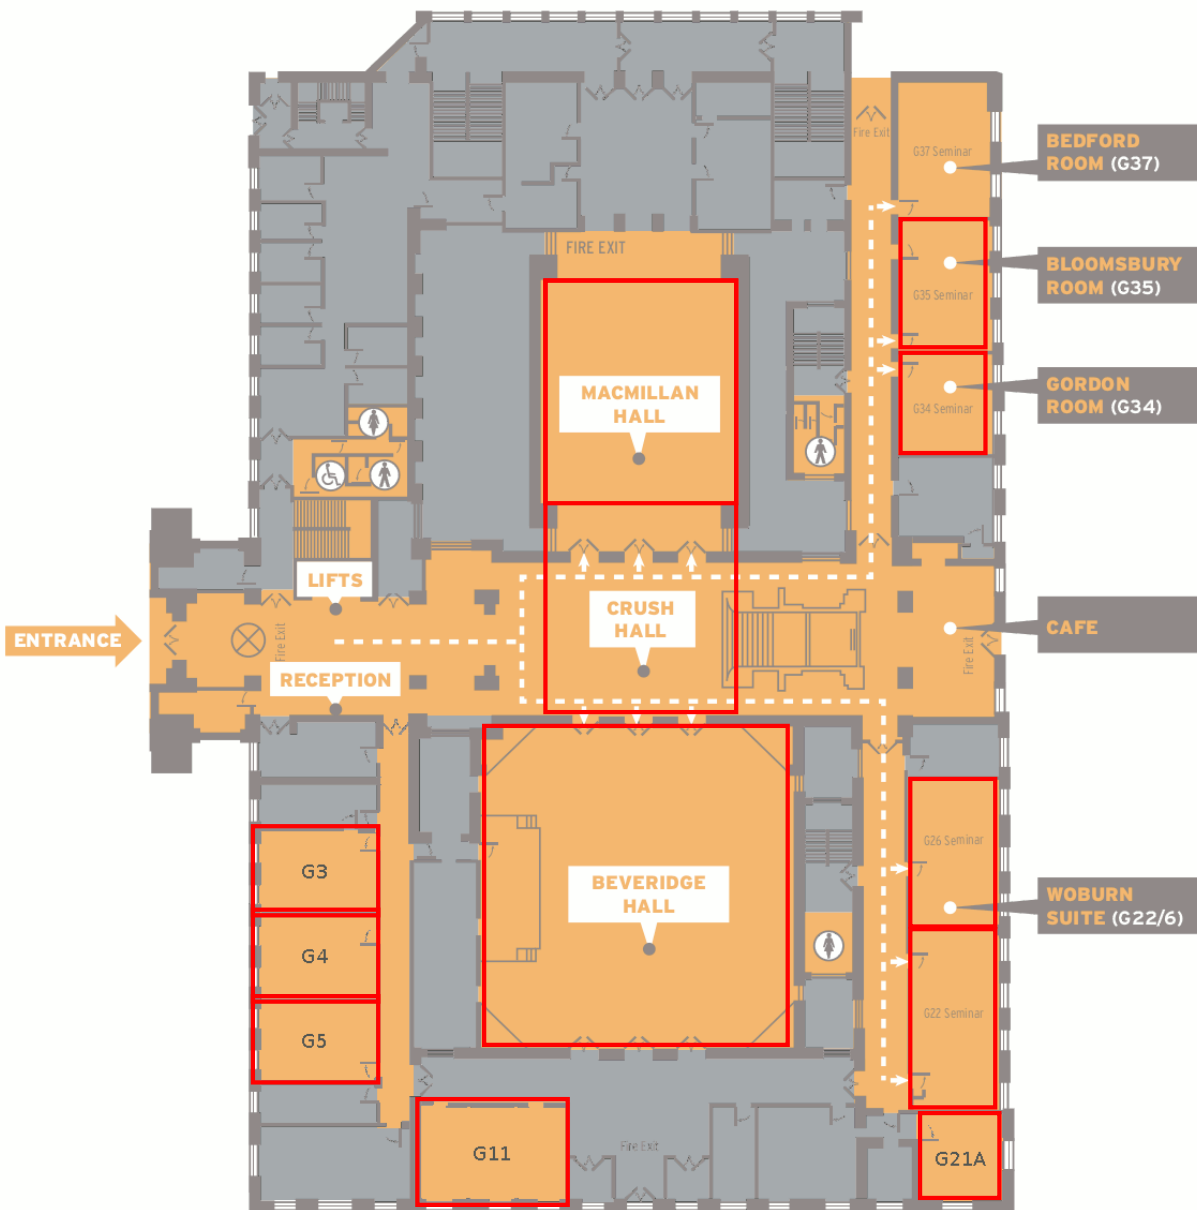 Fire Exit
G37 Seminar
BEDFORD
ROOM (G37)
FIRE EXIT
BLOOMSBURY
ROOM (G35)
G35 Seminar
MACMILLAN
HALL
GORDON
ROOM (G34)
G34 Seminar
LIFTS
CRUSH
HALL
ENTRANCE
Fire Exit
CAFE
Fire Exit
RECEPTION
G26 Seminar
G3
BEVERIDGE
HALL
WOBURN
SUITE (G22/6)
G4
G22 Seminar
G5
Fire Exit
G11
G21A